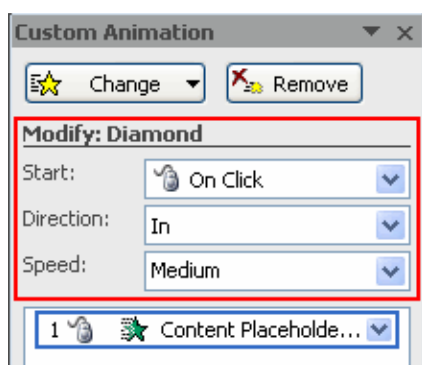 Custom Animation
Change Remove
Modify: Diamond
Start: On Click
Direction: In
Speed: Medium
1 Content Placeholde...